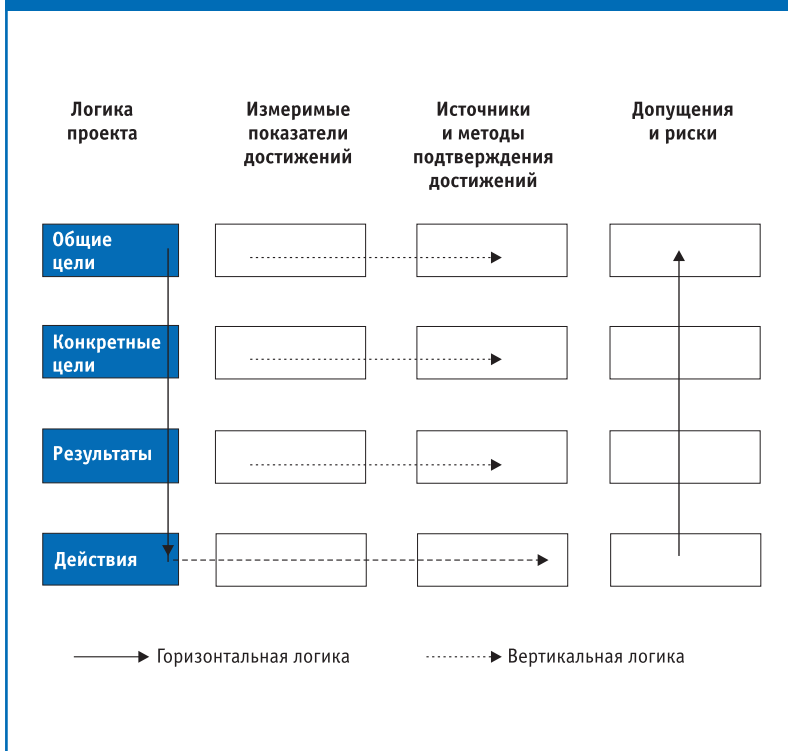 Логика
проекта
Измеримые
показатели
достижений
Источники
и методы
подтверждения
достижений
Допущения
и риски
Общие
цели
Конкретные
цели
Результаты
Действия
Горизонтальная логика
Вертикальная логика